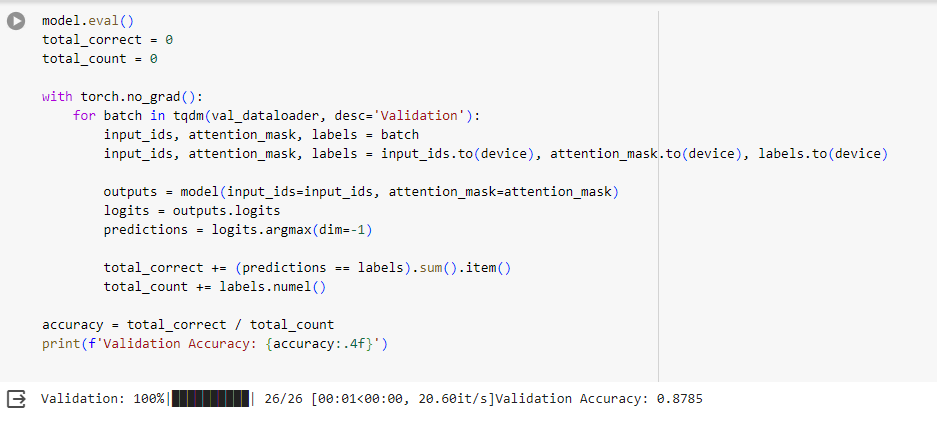 model.eval()
total_correct = 0
total_count = 0
with torch.no_grad():
    for batch in tqdm(val_dataloader, desc='Validation'):
        input_ids, attention_mask, labels = batch
        input_ids, attention_mask, labels = input_ids.to(device), attention_mask.to(device), labels.to(device)
        outputs = model(input_ids=input_ids, attention_mask=attention_mask)
        logits = outputs.logits
        predictions = logits.argmax(dim=-1)
        total_correct += (predictions == labels).sum().item()
        total_count += labels.numel()
accuracy = total_correct / total_count
print(f'Validation Accuracy: {accuracy:.4f}')
Validation: 100%|██████████| 26/26 [00:01<00:00, 20.60it/s]Validation Accuracy: 0.8785